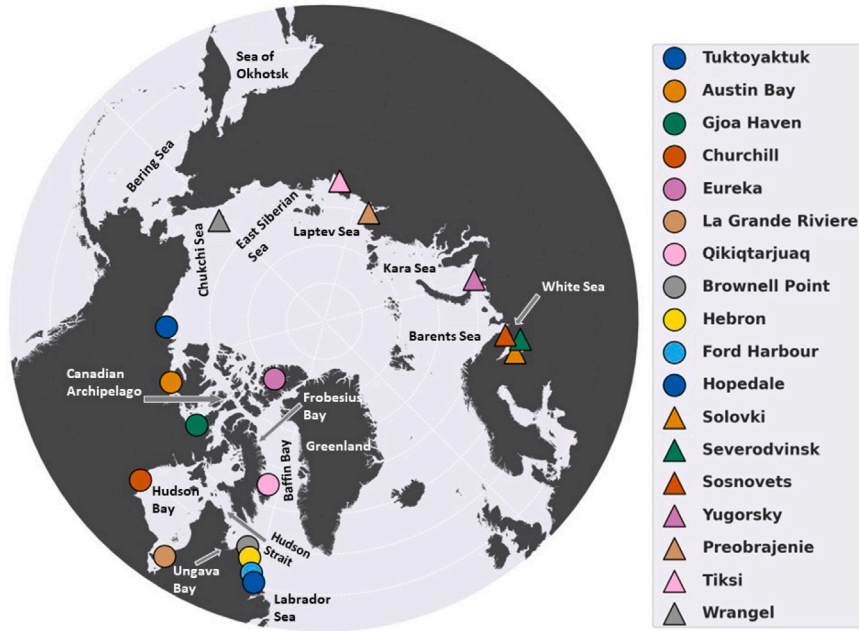 Sea of
Okhotsk
Bering Sea
Chukchi Sea
East Siberian
Sea
Laptev Sea
Kara Sea
White Sea
Barents Sea
Canadian
Archipelago
Frobesius
Bay
Greenland
Baffin Bay
Hudson
Bay
Hudson
Strait
Ungava
Bay
Labrador
Sea
Tuktoyaktuk
Austin Bay
Gjoa Haven
Churchill
Eureka
La Grande Riviere
Qikiqtarjuaq
Brownell Point
Hebron
Ford Harbour
Hopedale
Solovki
Severodvinsk
Sosnovets
Yugorsky
Preobrajenie
Tiksi
Wrangel